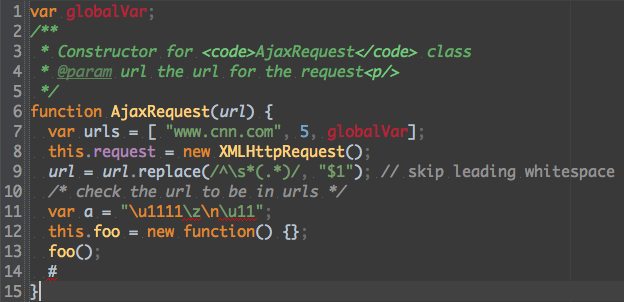 1 var globalVar;
2 /**
3  * Constructor for <code>AjaxRequest</code> class
4  * @param url the url for the request<p/>
5  */
6 function AjaxRequest(url) {
7   var urls = [ "www.cnn.com", 5, globalVar];
8   this.request = new XMLHttpRequest();
9   url = url.replace(/^\s*(.*)/, "$1"); // skip leading whitespace
10   /* check the url to be in urls */
11   var a = "\u1111\z\n\u11";
12   this.foo = new function() {};
13   foo();
14   #
15 }